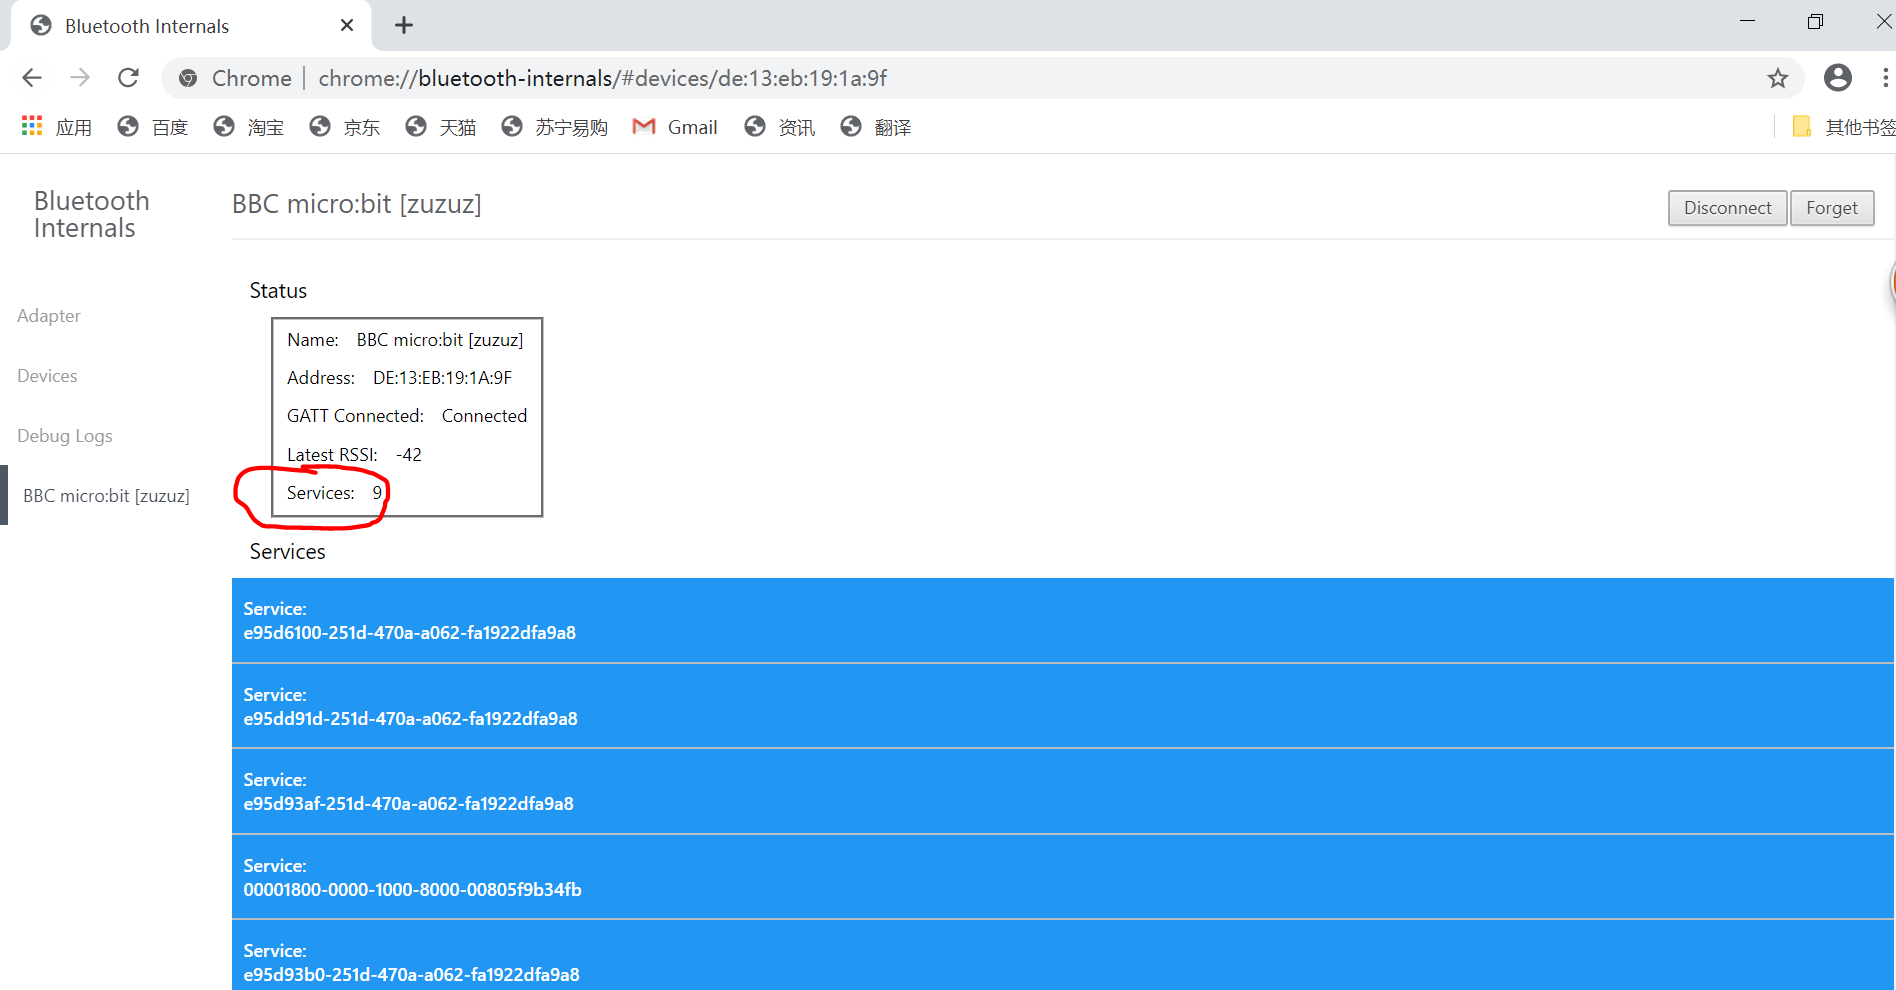 Bluetooth Internals
Chrome | chrome://bluetooth-internals/#devices/de:13:eb:19:1a:9f
应用 百度 淘宝 京东 天猫 苏宁易购 Gmail 资讯 翻译 其他书签
Bluetooth
Internals
BBC micro:bit [zuzuz]
Disconnect Forget
Adapter
Devices
Debug Logs
BBC micro:bit [zuzuz]
Status
Name: BBC micro:bit [zuzuz]
Address: DE:13:EB:19:1A:9F
GATT Connected: Connected
Latest RSSI: -42
Services: 9
Services
Service:
e95d6100-251d-470a-a062-fa1922dfa9a8
Service:
e95dd91d-251d-470a-a062-fa1922dfa9a8
Service:
e95d93af-251d-470a-a062-fa1922dfa9a8
Service:
00001800-0000-1000-8000-00805f9b34fb
Service:
e95d93b0-251d-470a-a062-fa1922dfa9a8